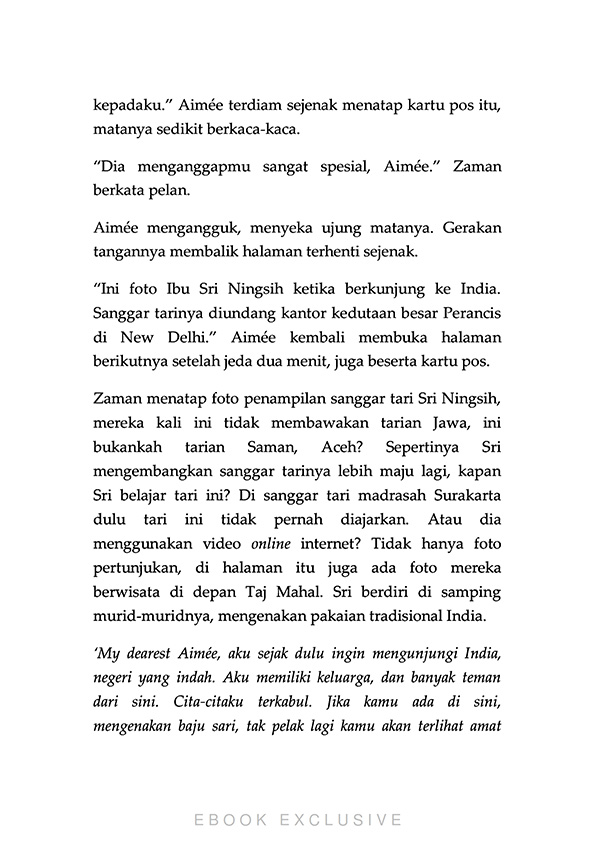 kepadaku.” Aimée terdiam sejenak menatap kartu pos itu,
matanya sedikit berkaca-kaca.
“Dia menganggapmu sangat spesial, Aimée.” Zaman
berkata pelan.
Aimée mengangguk, menyeka ujung matanya. Gerakan
tangannya membalik halaman terhenti sejenak.
“Ini foto Ibu Sri Ningsih ketika berkunjung ke India.
Sanggar tarinya diundang kantor kedutaan besar Perancis
di New Delhi.” Aimée kembali membuka halaman
berikutnya setelah jeda dua menit, juga beserta kartu pos.
Zaman menatap foto penampilan sanggar tari Sri Ningsih,
mereka kali ini tidak membawakan tarian Jawa, ini
bukankah tarian Saman, Aceh? Sepertinya Sri
mengembangkan sanggar tarinya lebih maju lagi, kapan
Sri belajar tari ini? Di sanggar tari madrasah Surakarta
dulu tari ini tidak pernah diajarkan. Atau dia
menggunakan video online internet? Tidak hanya foto
pertunjukan, di halaman itu juga ada foto mereka
berwisata di depan Taj Mahal. Sri berdiri di samping
murid-muridnya, mengenakan pakaian tradisional India.
‘My dearest Aimée, aku sejak dulu ingin mengunjungi India,
negeri yang indah. Aku memiliki keluarga, dan banyak teman
dari sini. Cita-citaku terkabul. Jika kamu ada di sini,
mengenakan baju sari, tak pelak lagi kamu akan terlihat amat
EBOOK EXCLUSIVE